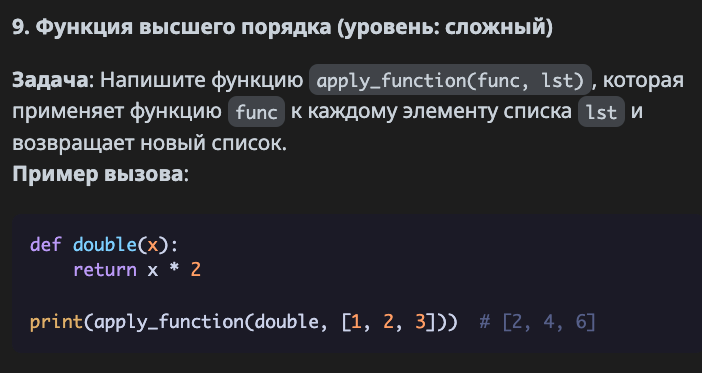 9. Функция высшего порядка (уровень: сложный)
Задача: Напишите функцию apply_function(func, lst), которая
применяет функцию func к каждому элементу списка lst и
возвращает новый список.
Пример вызова:
def double(x):
    return x * 2
print(apply_function(double, [1, 2, 3]))  # [2, 4, 6]